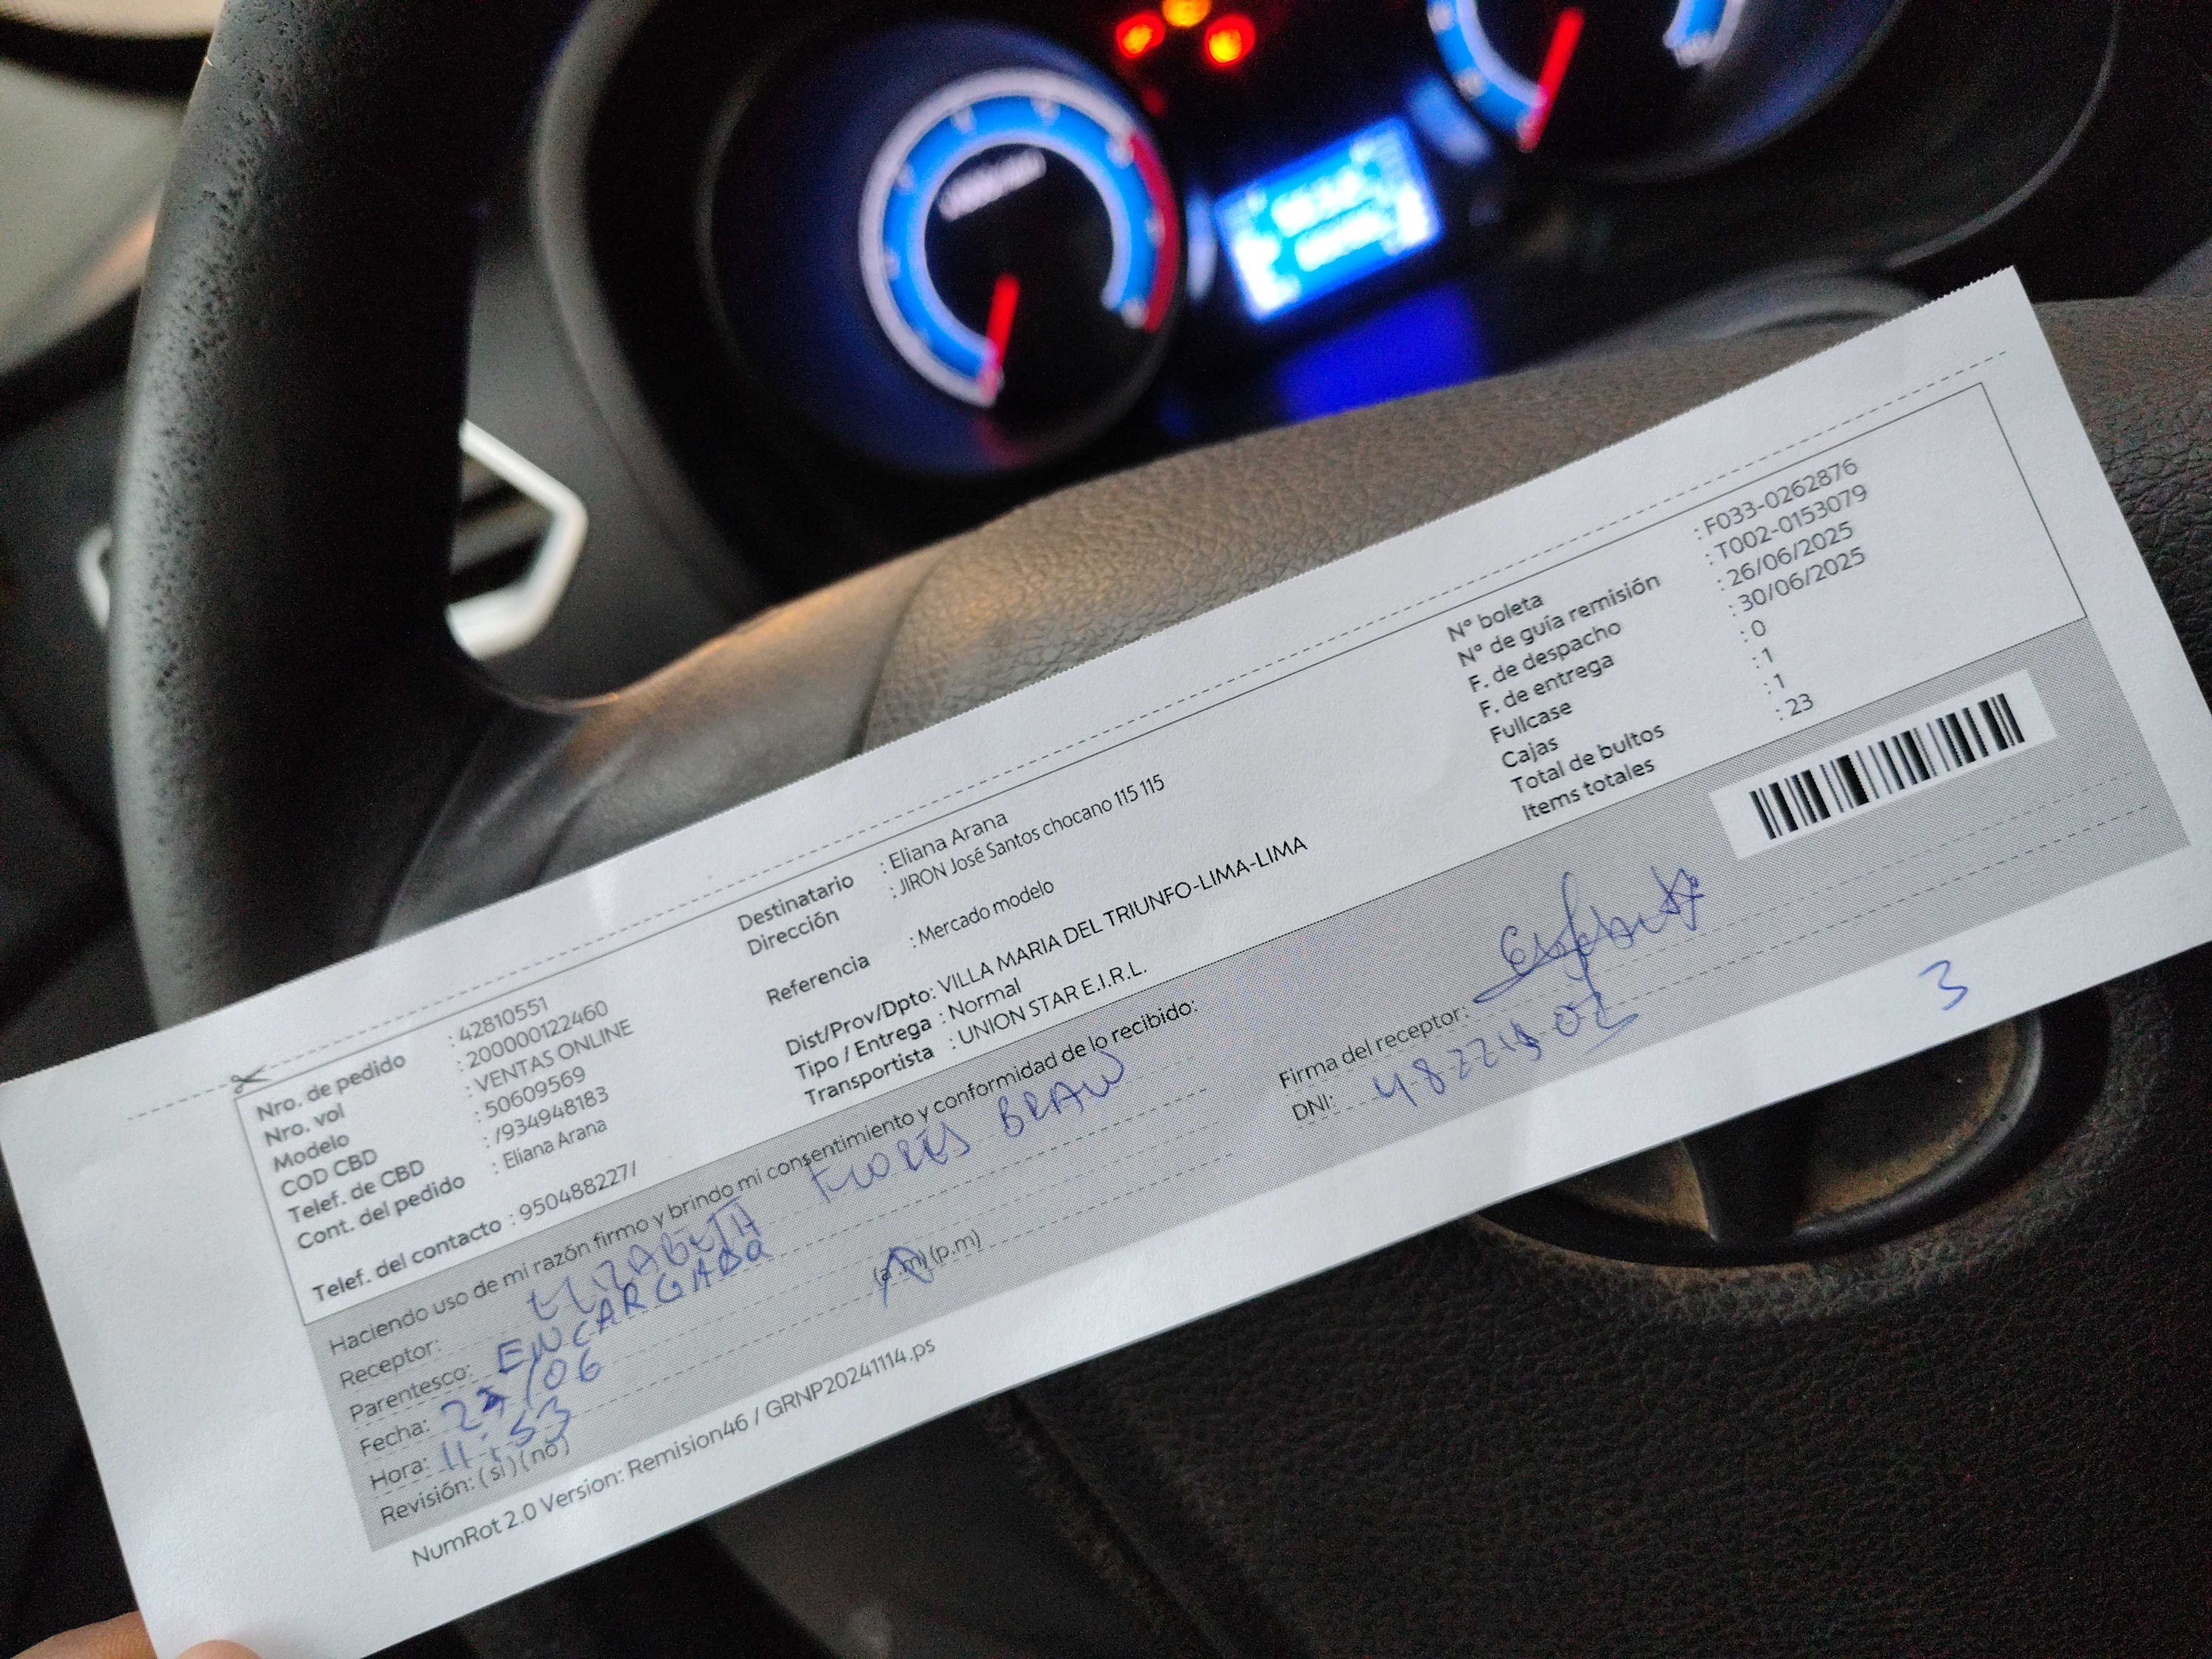 Nro. de pedido : 42810551
Nro. vol : 200000122460
Modelo : VENTAS ONLINE
COD CBD : 50609569
Telef. de CBD : /934948183
Cont. del pedido : Eliana Arana
Telef. del contacto : 950488227/
Destinatario : Eliana Arana
Dirección : JIRON José Santos chocano 115 115
Referencia : Mercado modelo
Dist/Prov/Dpto: VILLA MARIA DEL TRIUNFO-LIMA-LIMA
Tipo / Entrega : Normal
Transportista : UNION STAR E.I.R.L.
N° boleta : F033-0262876
N° de guía remisión : T002-0153079
F. de despacho : 26/06/2025
F. de entrega : 30/06/2025
Fullcase : 0
Cajas : 1
Total de bultos : 1
Items totales : 23
Haciendo uso de mi razón firmo y brindo mi consentimiento y conformidad de lo recibido:
Receptor: ELIZABETH FLORES
Parentesco: ENCARGADA
Fecha: /06
Hora: 11:53 (a.m) (p.m)
Revisión: (si) (no)
Firma del receptor:
DNI:
3
NumRot 2.0 Version: Remision46 / GRNP20241114.ps